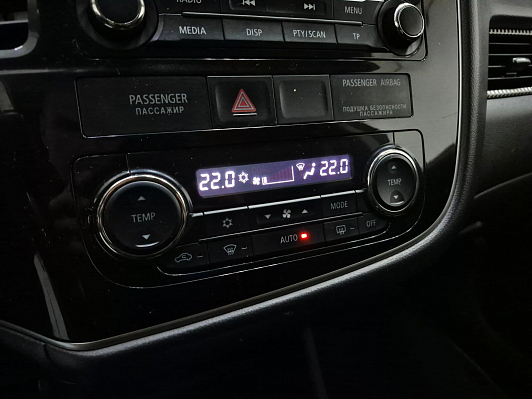 RADIO
MENU
MEDIA
DISP
PTY/SCAN
TP
PASSENGER
ПАССАЖИР
PASSENGER AIRBAG
ПОДУШКА БЕЗОПАСНОСТИ
ПАССАЖИРА
22.0
22.0
TEMP
TEMP
MODE
AUTO
OFF